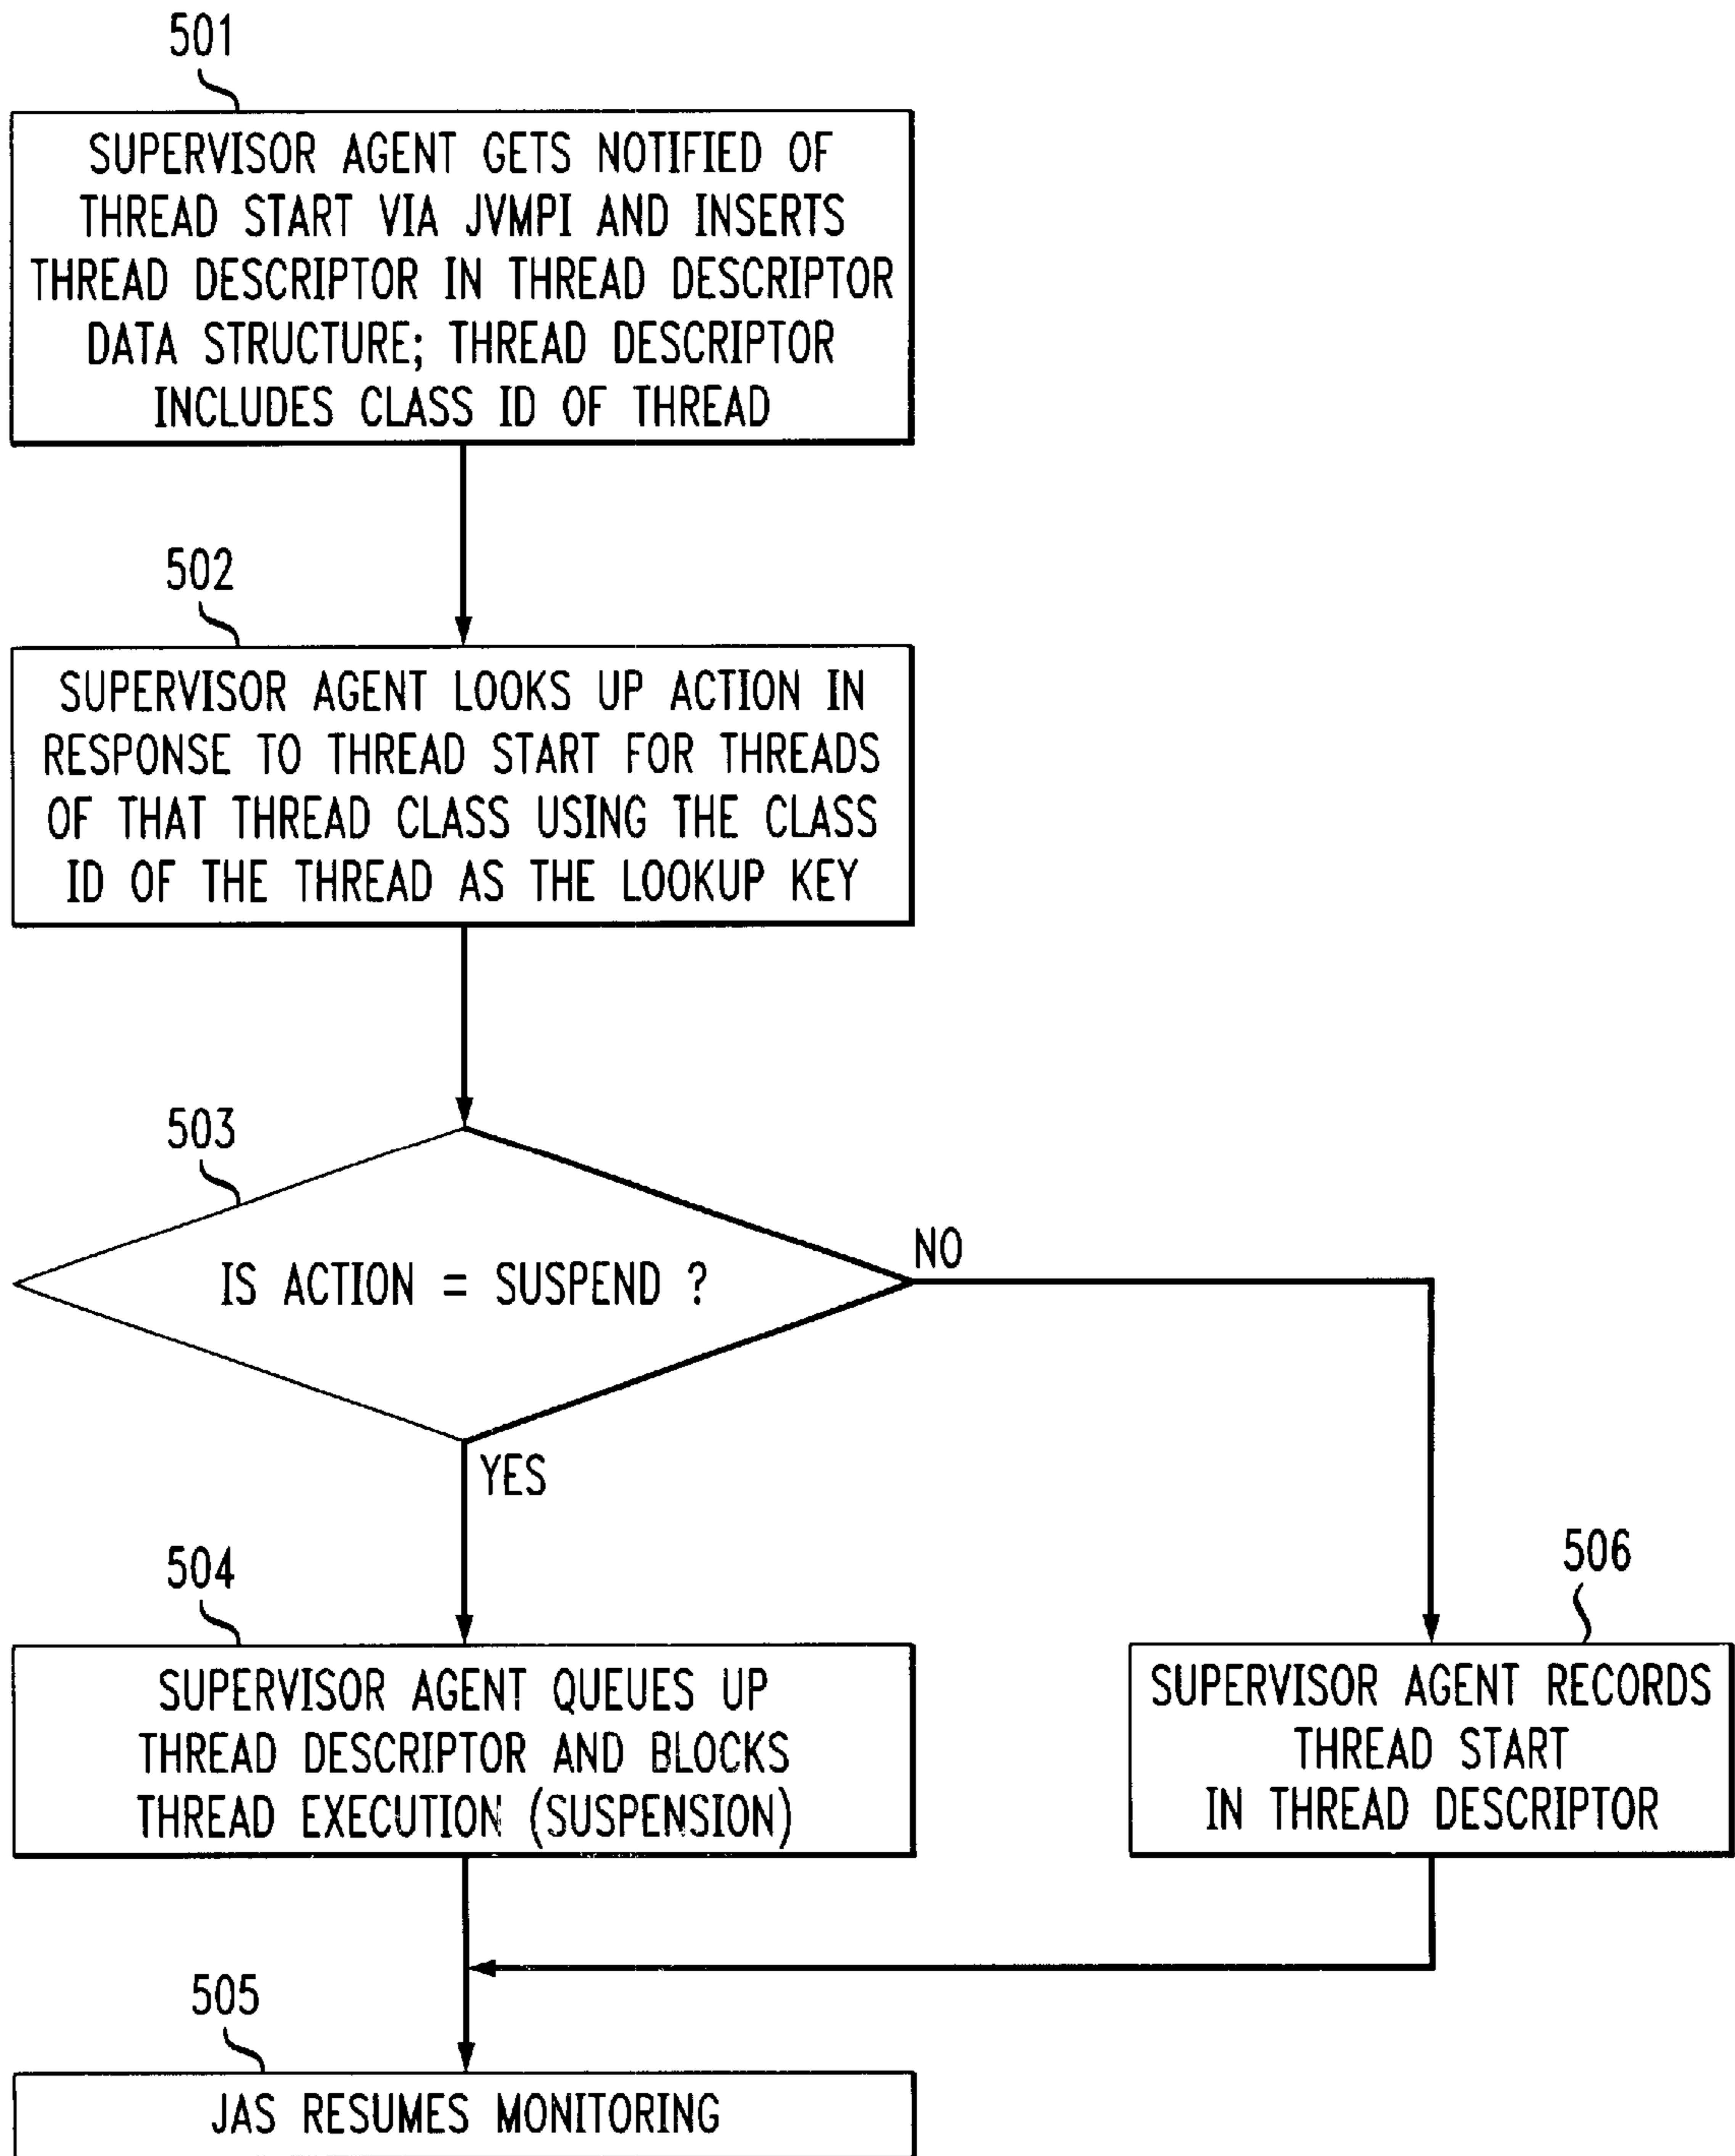 501
SUPERVISOR AGENT GETS NOTIFIED OF
THREAD START VIA JVMPI AND INSERTS
THREAD DESCRIPTOR IN THREAD DESCRIPTOR
DATA STRUCTURE; THREAD DESCRIPTOR
INCLUDES CLASS ID OF THREAD
502
SUPERVISOR AGENT LOOKS UP ACTION IN
RESPONSE TO THREAD START FOR THREADS
OF THAT THREAD CLASS USING THE CLASS
ID OF THE THREAD AS THE LOOKUP KEY
503
IS ACTION = SUSPEND ?
NO
YES
504
SUPERVISOR AGENT QUEUES UP
THREAD DESCRIPTOR AND BLOCKS
THREAD EXECUTION (SUSPENSION)
506
SUPERVISOR AGENT RECORDS
THREAD START
IN THREAD DESCRIPTOR
505
JAS RESUMES MONITORING